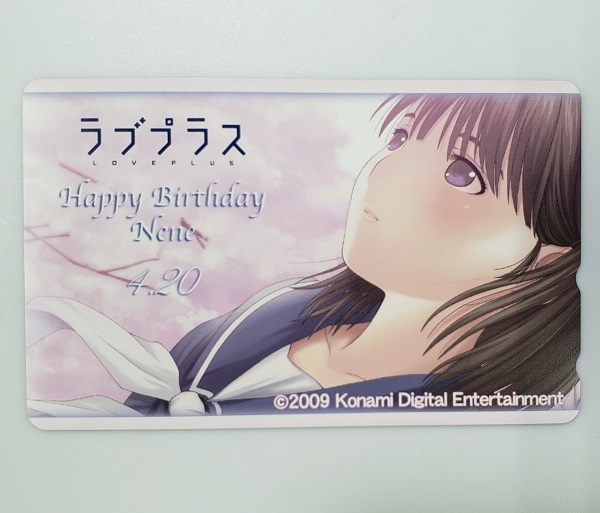 ラブプラス
LOVEPLUS
Happy Birthday
Nene
4.20
©2009 Konami Digital Entertainment